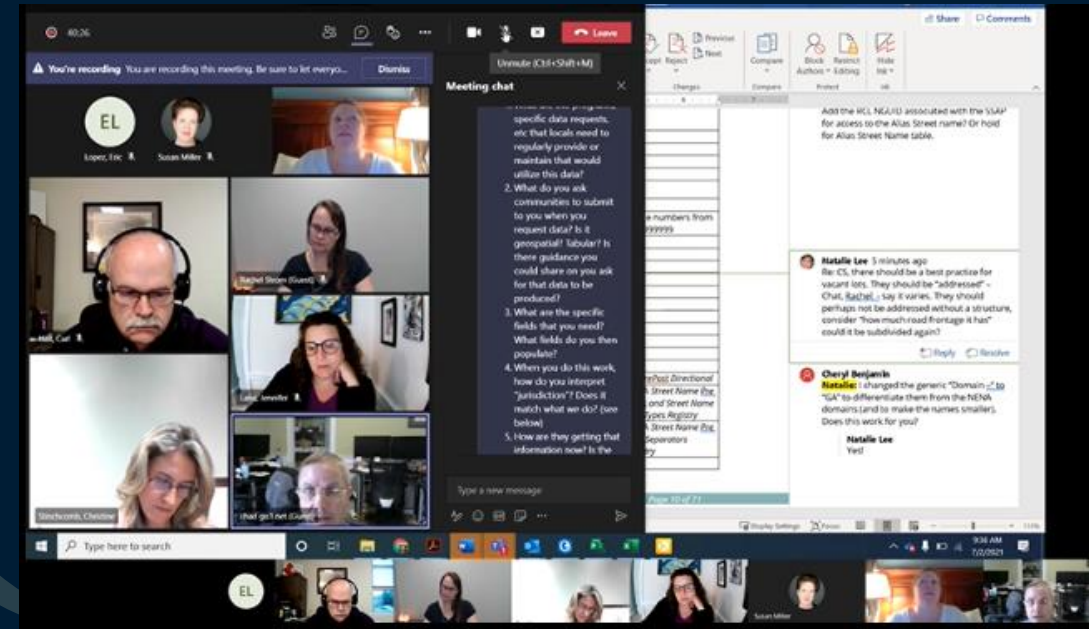 40:26
Leave
Unmute (Ctrl+Shift+M)
You're recording You are recording this meeting. Be sure to let everyo...
Dismiss
EL
Lopez, Eric
Susan Miller
Rachel Strom (Guest)
Hall, Curt
Lane, Jennifer
Stinchcomb, Christine
Meeting chat
specific data requests,
etc that locals need to
regularly provide or
maintain that would
utilize this data?
2. What do you ask
communities to submit
to you when you
request data? Is it
geospatial? Tabular? Is
there guidance you
could share on you ask
for that data to be
produced?
3. What are the specific
fields that you need?
What fields do you then
populate?
4. When you do this work,
how do you interpret
"jurisdiction"? Does it
match what we do? (see
below)
5. How are they getting that
information now? Is the
Type a new message
Share
Comments
Previous
Next
Reject
Changes
Compare
Compare
Block
Authors
Restrict
Editing
Protect
Hide
Ink
for access to the Alias Street name? Or hold
for Alias Street Name table.
e numbers from
999999
Natalie Lee 5 minutes ago
Re: CS, there should be a best practice for
vacant lots. They should be "addressed" –
Chat, Rachel – say it varies. They should
perhaps not be addressed without a structure,
consider "how much road frontage it has"
could it be subdivided again?
Reply
Resolve
Cheryl Benjamin
Natalie: I changed the generic "Domain –" to
"GA" to differentiate them from the NENA
domains (and to make the names smaller).
Does this work for you?
Natalie Lee
Yes!
Directional
Street Name Pre
and Street Name
Types Registry
Street Name Pre
Separators
Page 10 of 71
Display Settings
Focus
110%
Type here to search
9:36 AM
7/2/2021
EL
Susan Miller